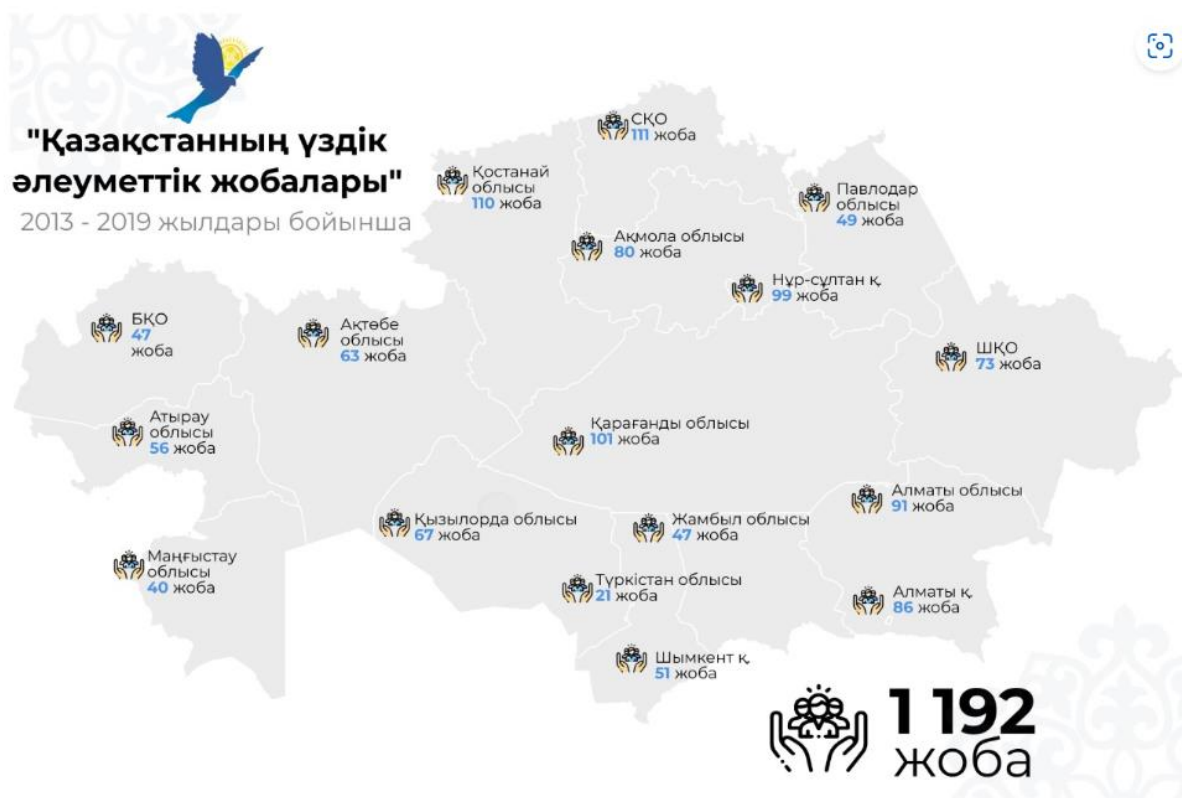 "Қазақстанның үздік
әлеуметтік жобалары"
2013 - 2019 жылдары бойынша
СҚО
111 жоба
Қостанай
облысы
110 жоба
Павлодар
облысы
49 жоба
Ақмола облысы
80 жоба
Нұр-сұлтан қ.
99 жоба
БҚО
47
жоба
Ақтөбе
облысы
63 жоба
ШҚО
73 жоба
Атырау
облысы
56 жоба
Қарағанды облысы
101 жоба
Алматы облысы
91 жоба
Қызылорда облысы
67 жоба
Жамбыл облысы
47 жоба
Маңғыстау
облысы
40 жоба
Түркістан облысы
21 жоба
Алматы қ.
86 жоба
Шымкент қ.
51 жоба
1 192
жоба